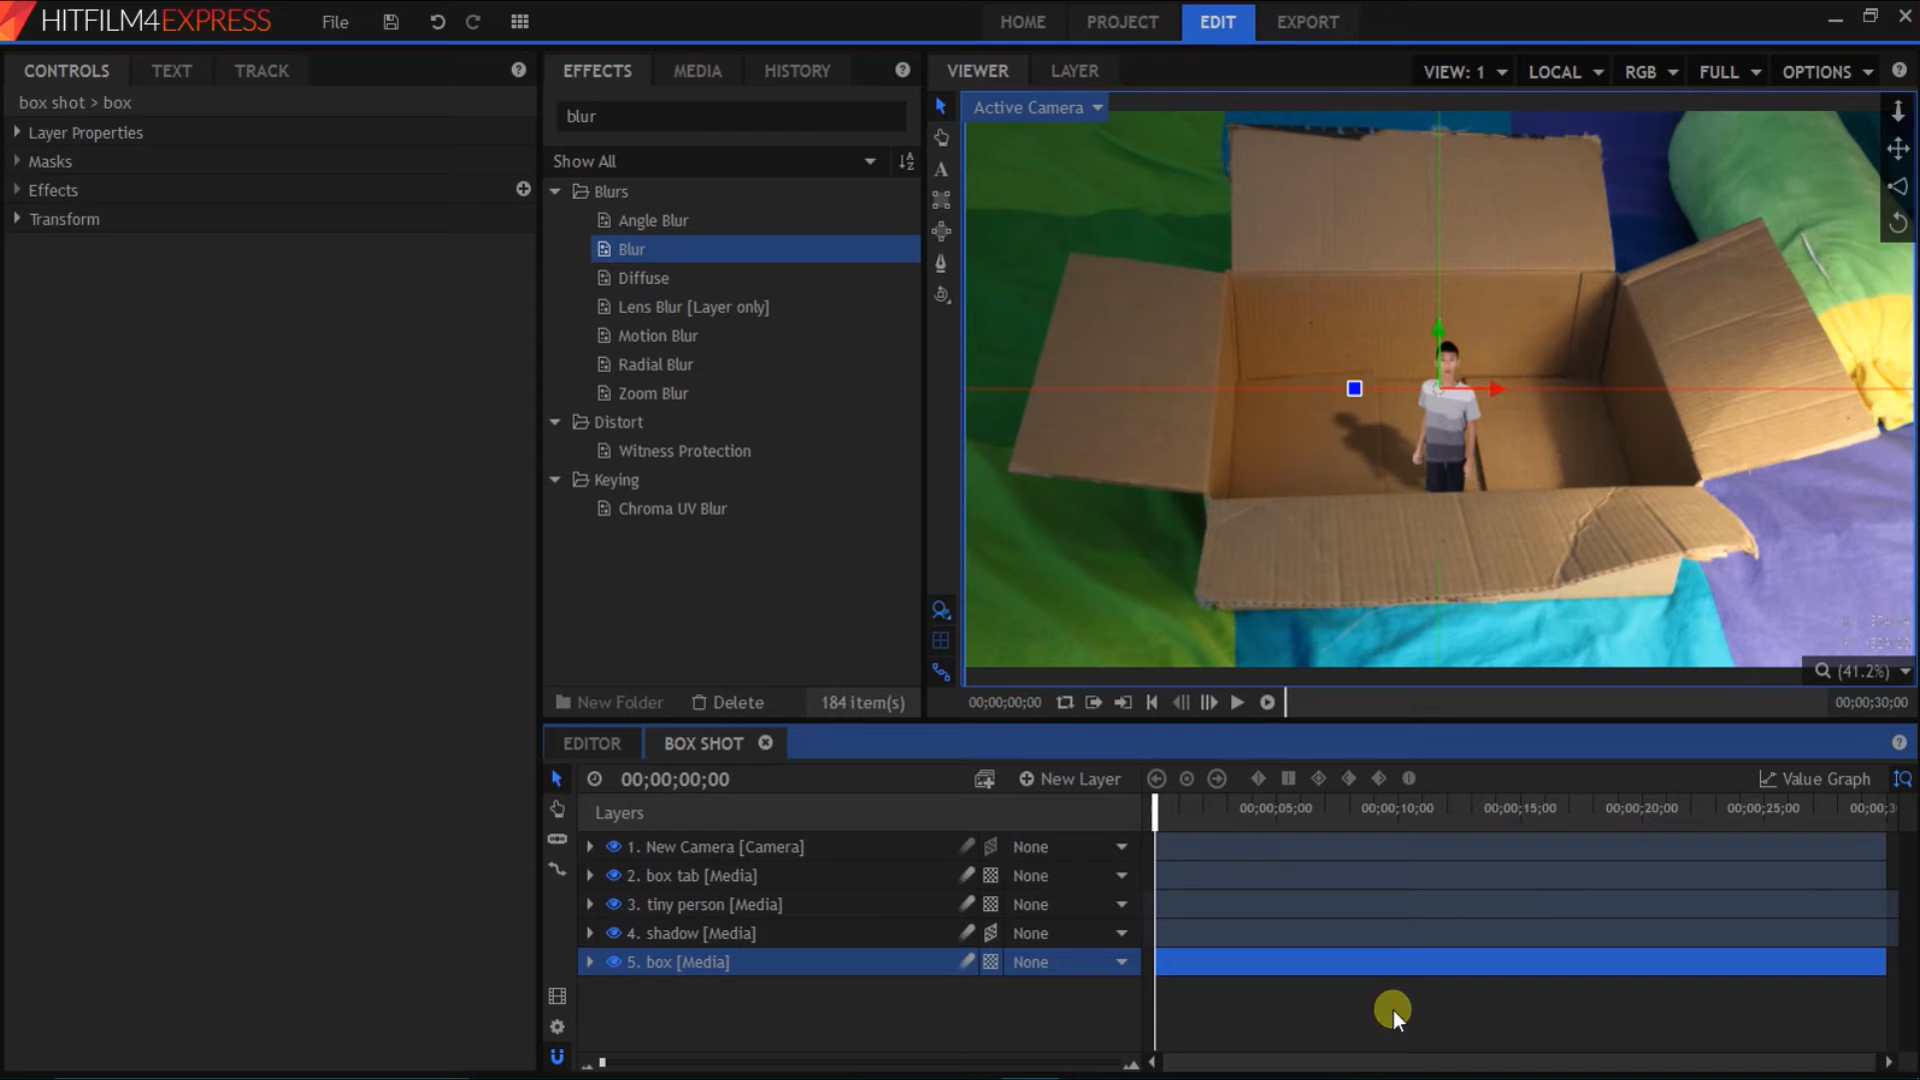 HITFILM4EXPRESS
File
HOME
PROJECT
EDIT
EXPORT
CONTROLS
TEXT
TRACK
box shot > box
Layer Properties
Masks
Effects
Transform
EFFECTS
MEDIA
HISTORY
blur
Show All
Blurs
Angle Blur
Blur
Diffuse
Lens Blur [Layer only]
Motion Blur
Radial Blur
Zoom Blur
Distort
Witness Protection
Keying
Chroma UV Blur
New Folder
Delete
184 item(s)
VIEWER
LAYER
VIEW: 1
LOCAL
RGB
FULL
OPTIONS
Active Camera
(41.2%)
00;00;00;00
00;00;30;00
EDITOR
BOX SHOT
00;00;00;00
New Layer
Value Graph
Layers
00;00;05;00
00;00;10;00
00;00;15;00
00;00;20;00
00;00;25;00
00;00;3
1. New Camera [Camera]
None
2. box tab [Media]
None
3. tiny person [Media]
None
4. shadow [Media]
None
5. box [Media]
None